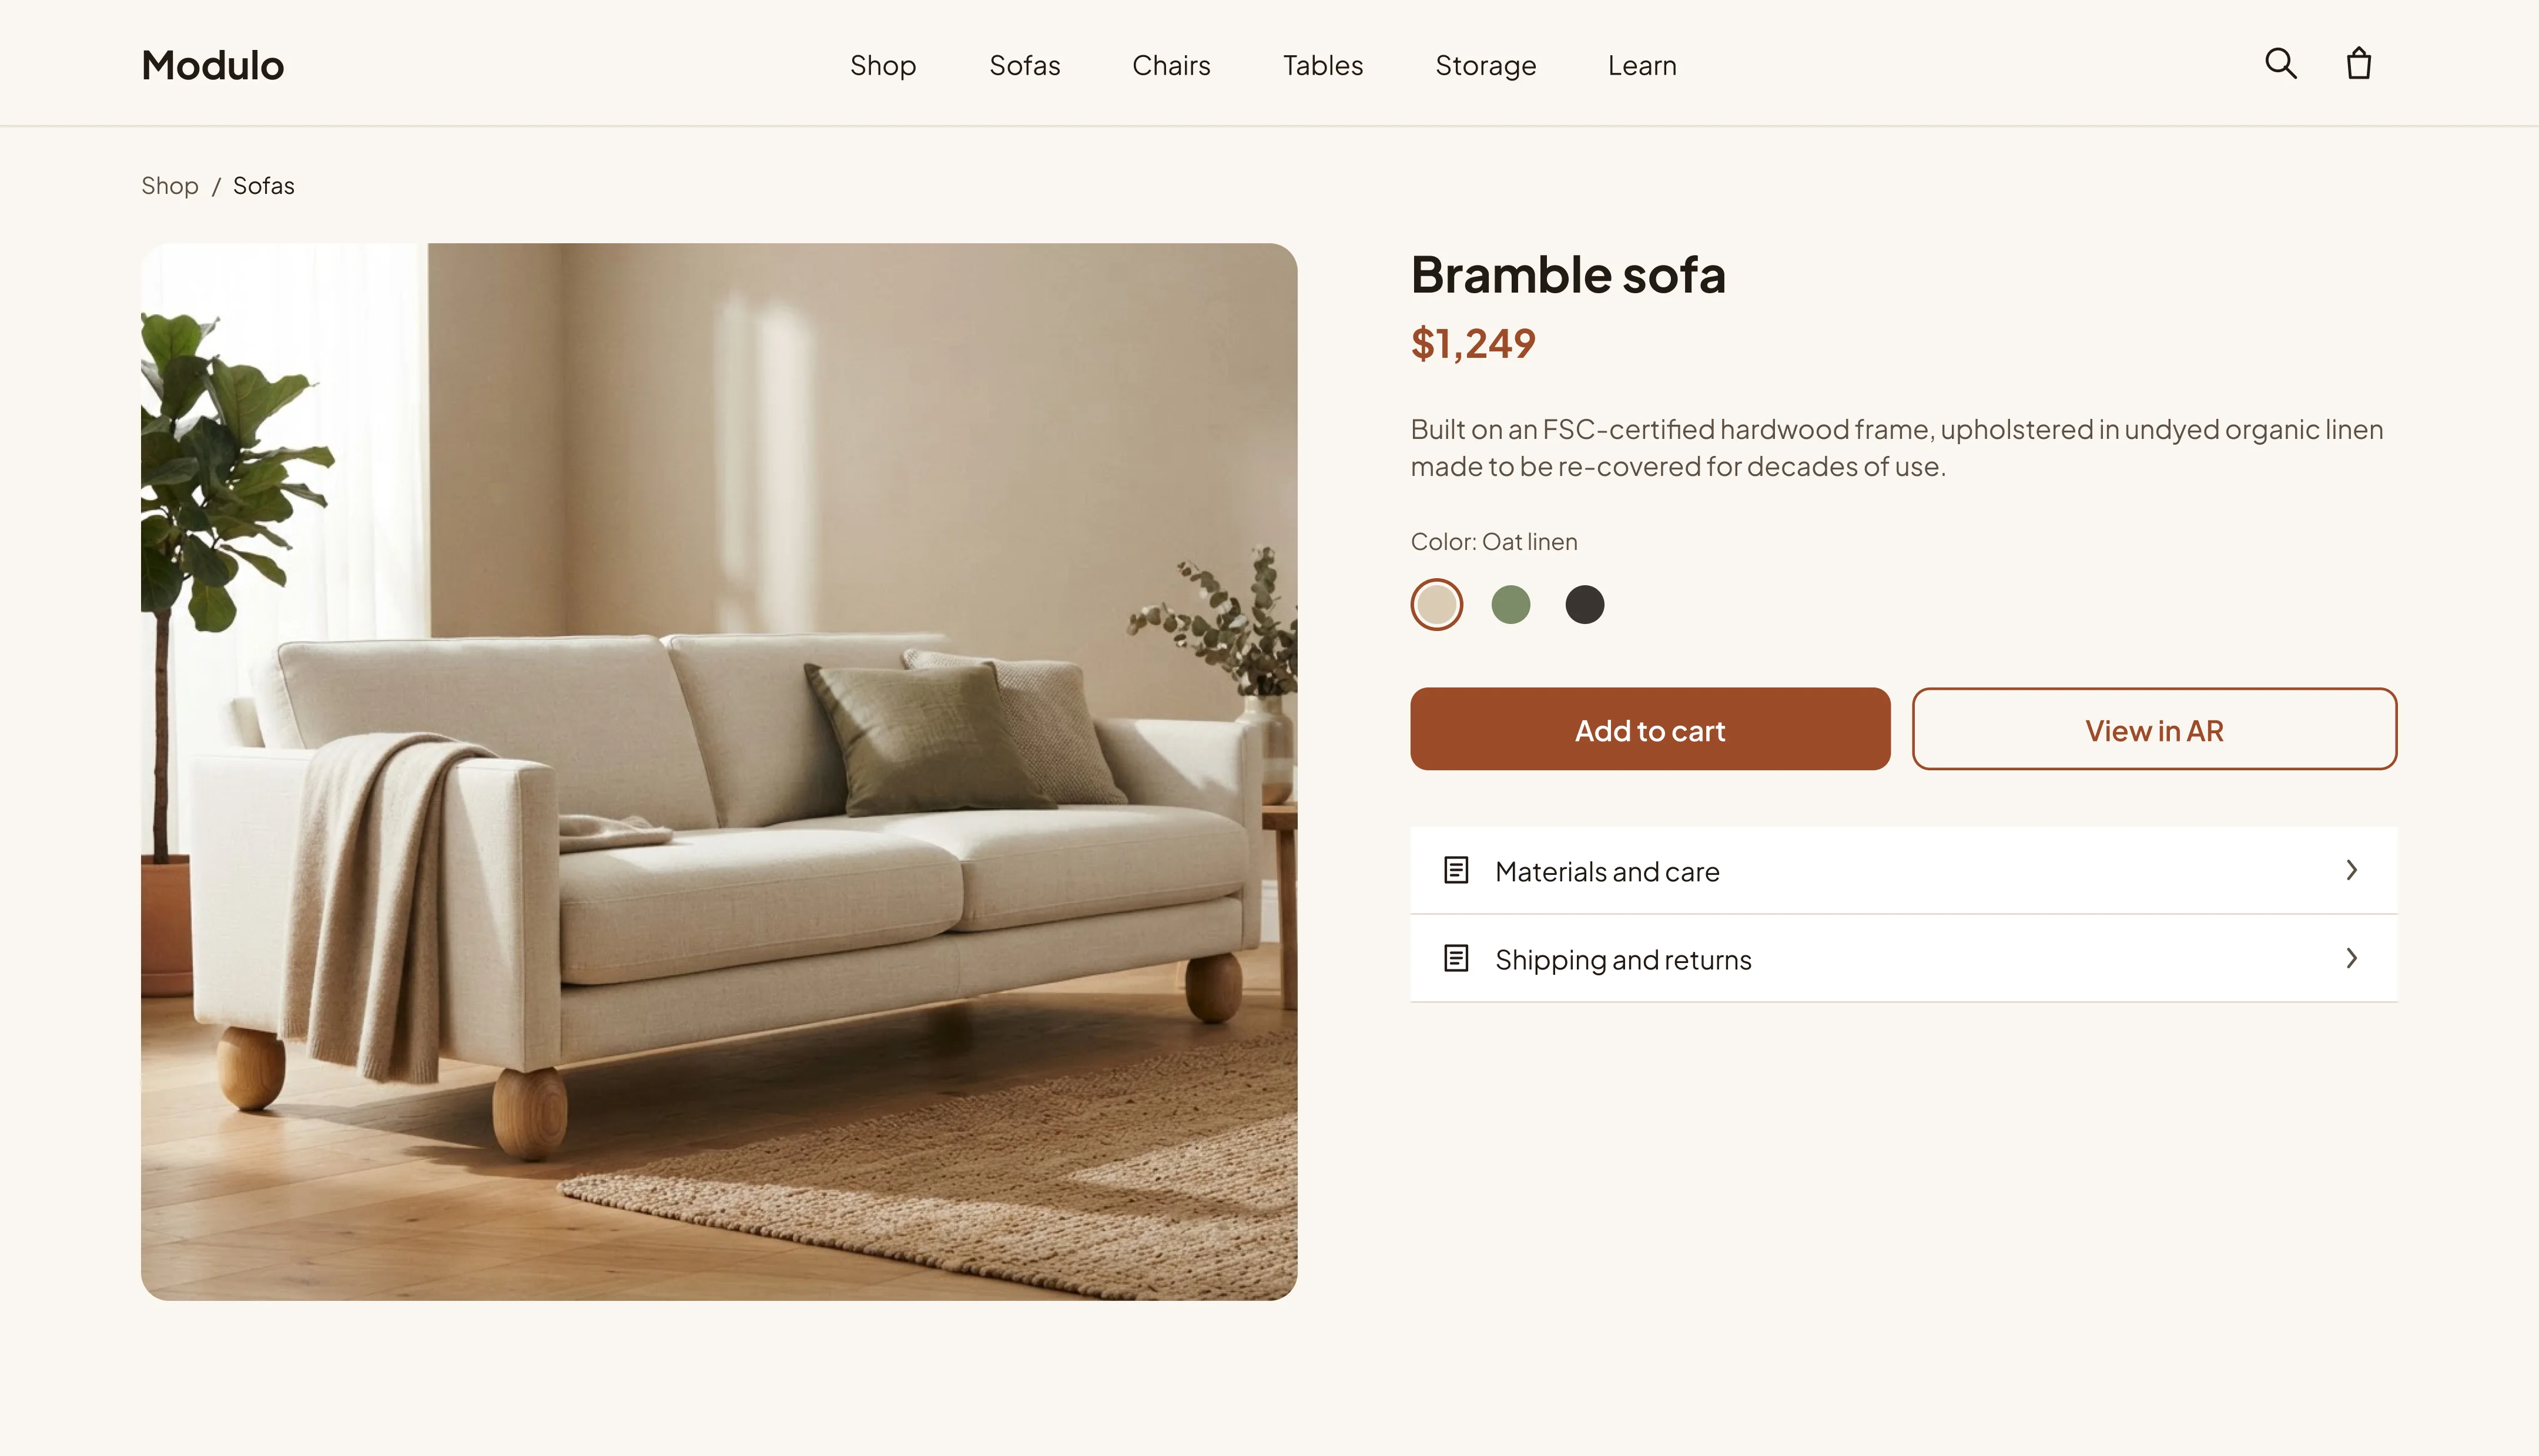 Modulo
Shop
Sofas
Chairs
Tables
Storage
Learn
Shop / Sofas
Bramble sofa
$1,249
Built on an FSC-certified hardwood frame, upholstered in undyed organic linen
made to be re-covered for decades of use.
Color: Oat linen
Add to cart
View in AR
Materials and care
Shipping and returns